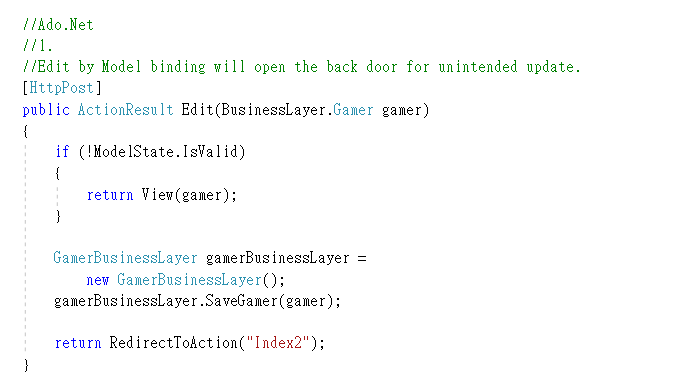 //Ado.Net
//1.
//Edit by Model binding will open the back door for unintended update.
[HttpPost]
public ActionResult Edit(BusinessLayer.Gamer gamer)
{
    if (!ModelState.IsValid)
    {
        return View(gamer);
    }

    GamerBusinessLayer gamerBusinessLayer =
        new GamerBusinessLayer();
    gamerBusinessLayer.SaveGamer(gamer);

    return RedirectToAction("Index2");
}